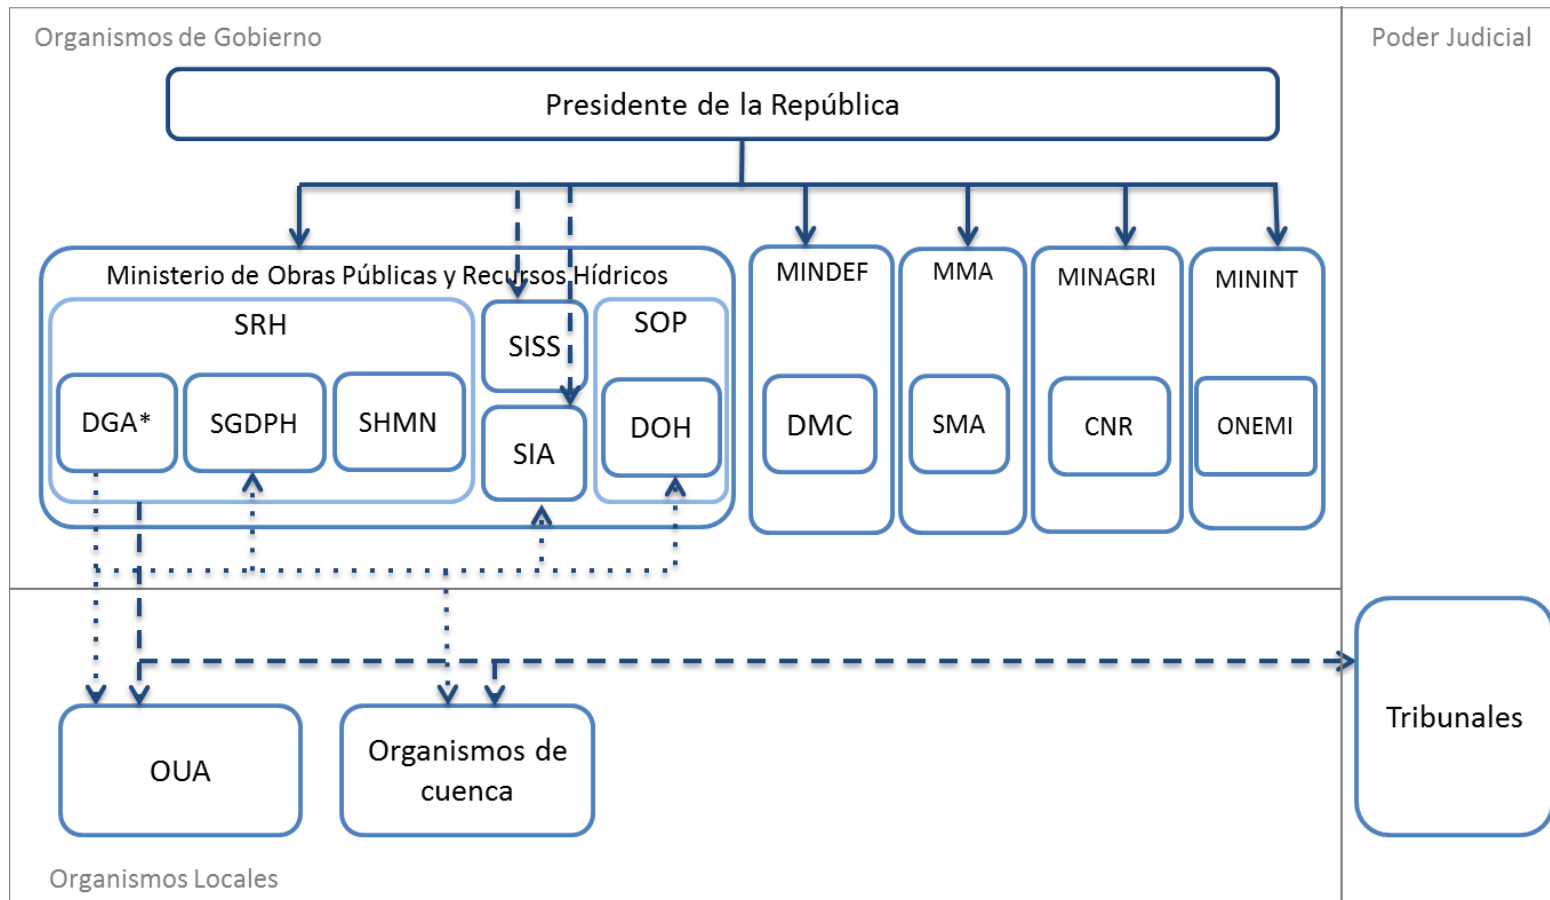 Organismos de Gobierno
Poder Judicial
Presidente de la República
Ministerio de Obras Públicas y Recursos Hídricos
MINDEF
MMA
MINAGRI
MININT
SRH
SISS
SOP
DGA*
SGDPH
SHMN
SIA
DOH
DMC
SMA
CNR
ONEMI
OUA
Organismos de
cuenca
Tribunales
Organismos Locales